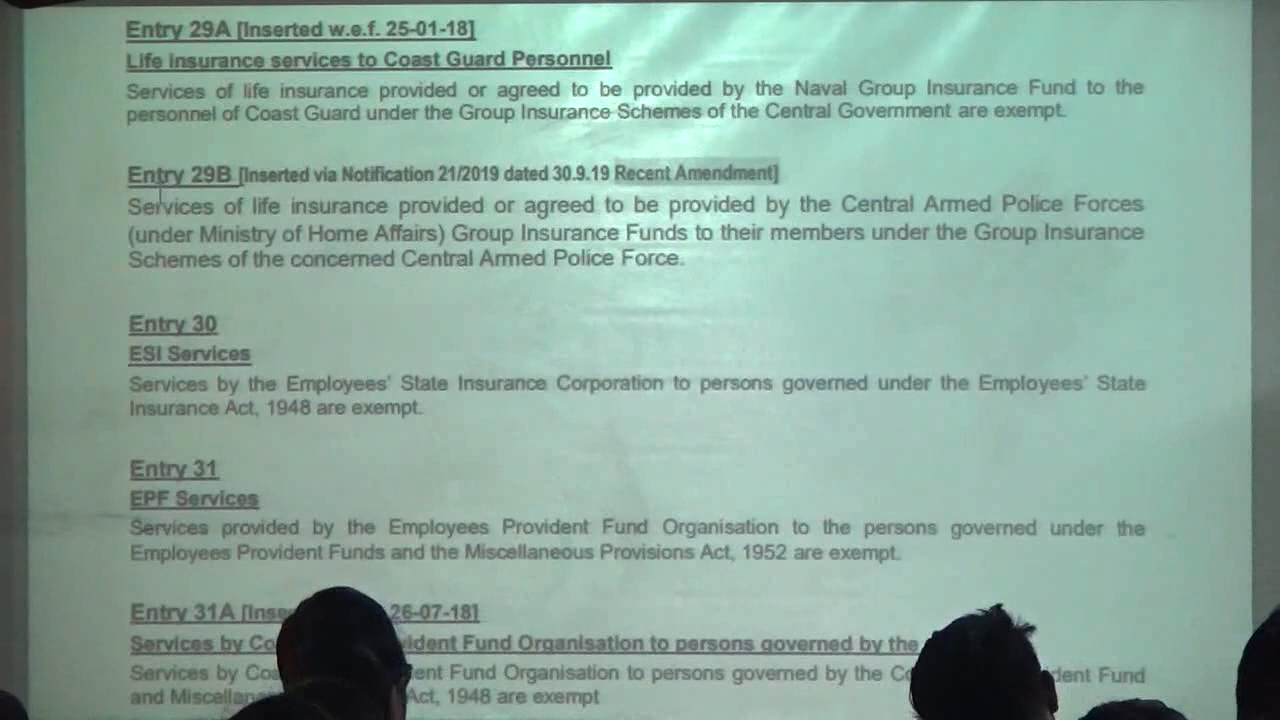 Entry 29A [Inserted w.e.f. 25-01-18]
Life insurance services to Coast Guard Personnel
Services of life insurance provided or agreed to be provided by the Naval Group Insurance Fund to the
personnel of Coast Guard under the Group Insurance Schemes of the Central Government are exempt.
Entry 29B [Inserted via Notification 21/2019 dated 30.9.19 Recent Amendment]
Services of life insurance provided or agreed to be provided by the Central Armed Police Forces
(under Ministry of Home Affairs) Group Insurance Funds to their members under the Group Insurance
Schemes of the concerned Central Armed Police Force.
Entry 30
ESI Services
Services by the Employees' State Insurance Corporation to persons governed under the Employees' State
Insurance Act, 1948 are exempt.
Entry 31
EPF Services
Services provided by the Employees Provident Fund Organisation to the persons governed under the
Employees Provident Funds and the Miscellaneous Provisions Act, 1952 are exempt.
Entry 31A 26-07-18]
Services by Fund Organisation to persons governed by the
Services by Fund Organisation to persons governed by the Fund
and Act, 1948 are exempt